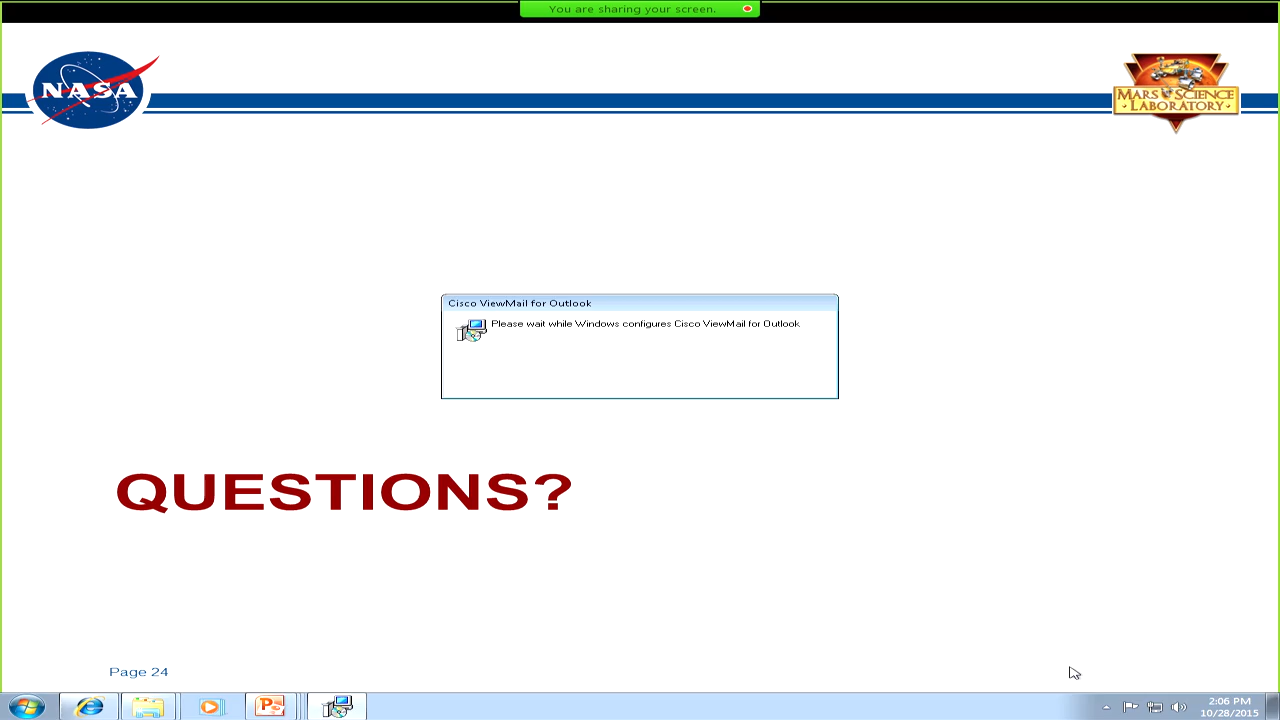 You are sharing your screen.
NASA
MARS SCIENCE
LABORATORY
Cisco ViewMail for Outlook
Please wait while Windows configures Cisco ViewMail for Outlook
QUESTIONS?
Page 24
2:06 PM
10/28/2015